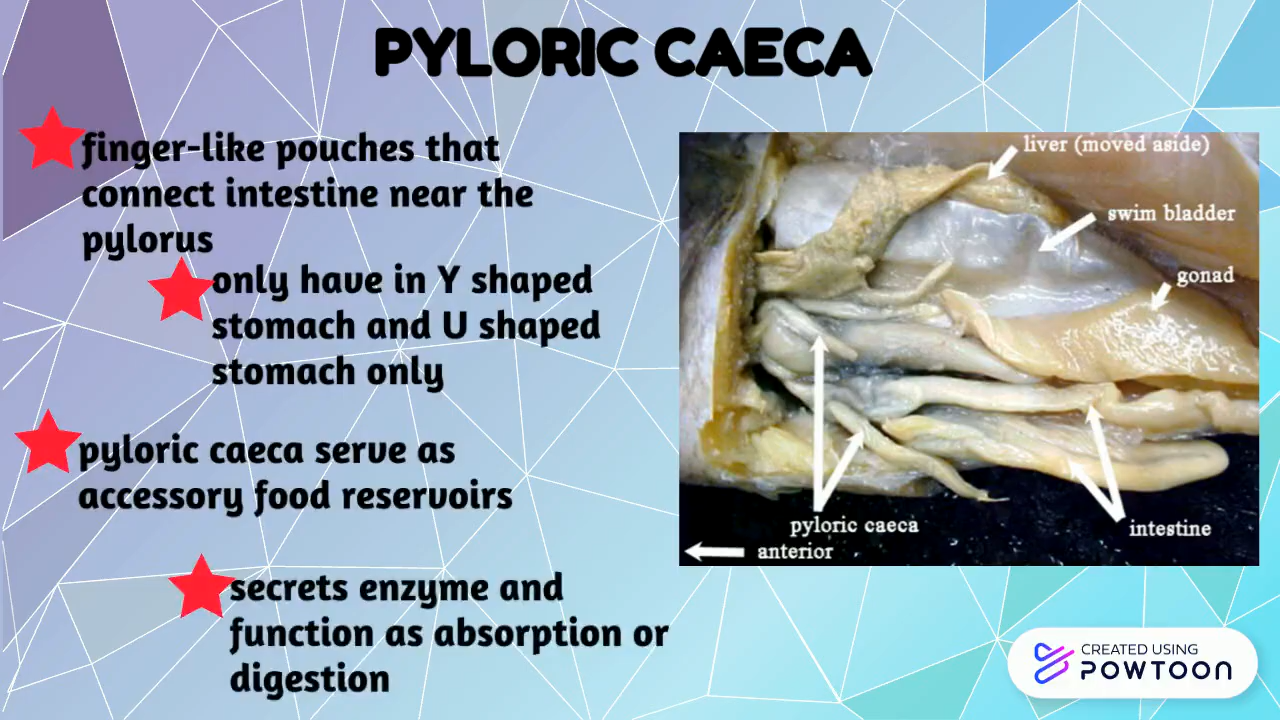 PYLORIC CAECA
finger-like pouches that
connect intestine near the
pylorus
only have in Y shaped
stomach and U shaped
stomach only
pyloric caeca serve as
accessory food reservoirs
secrets enzyme and
function as absorption or
digestion
liver (moved aside)
swim bladder
gonad
pyloric caeca
intestine
anterior
CREATED USING
POWTOON